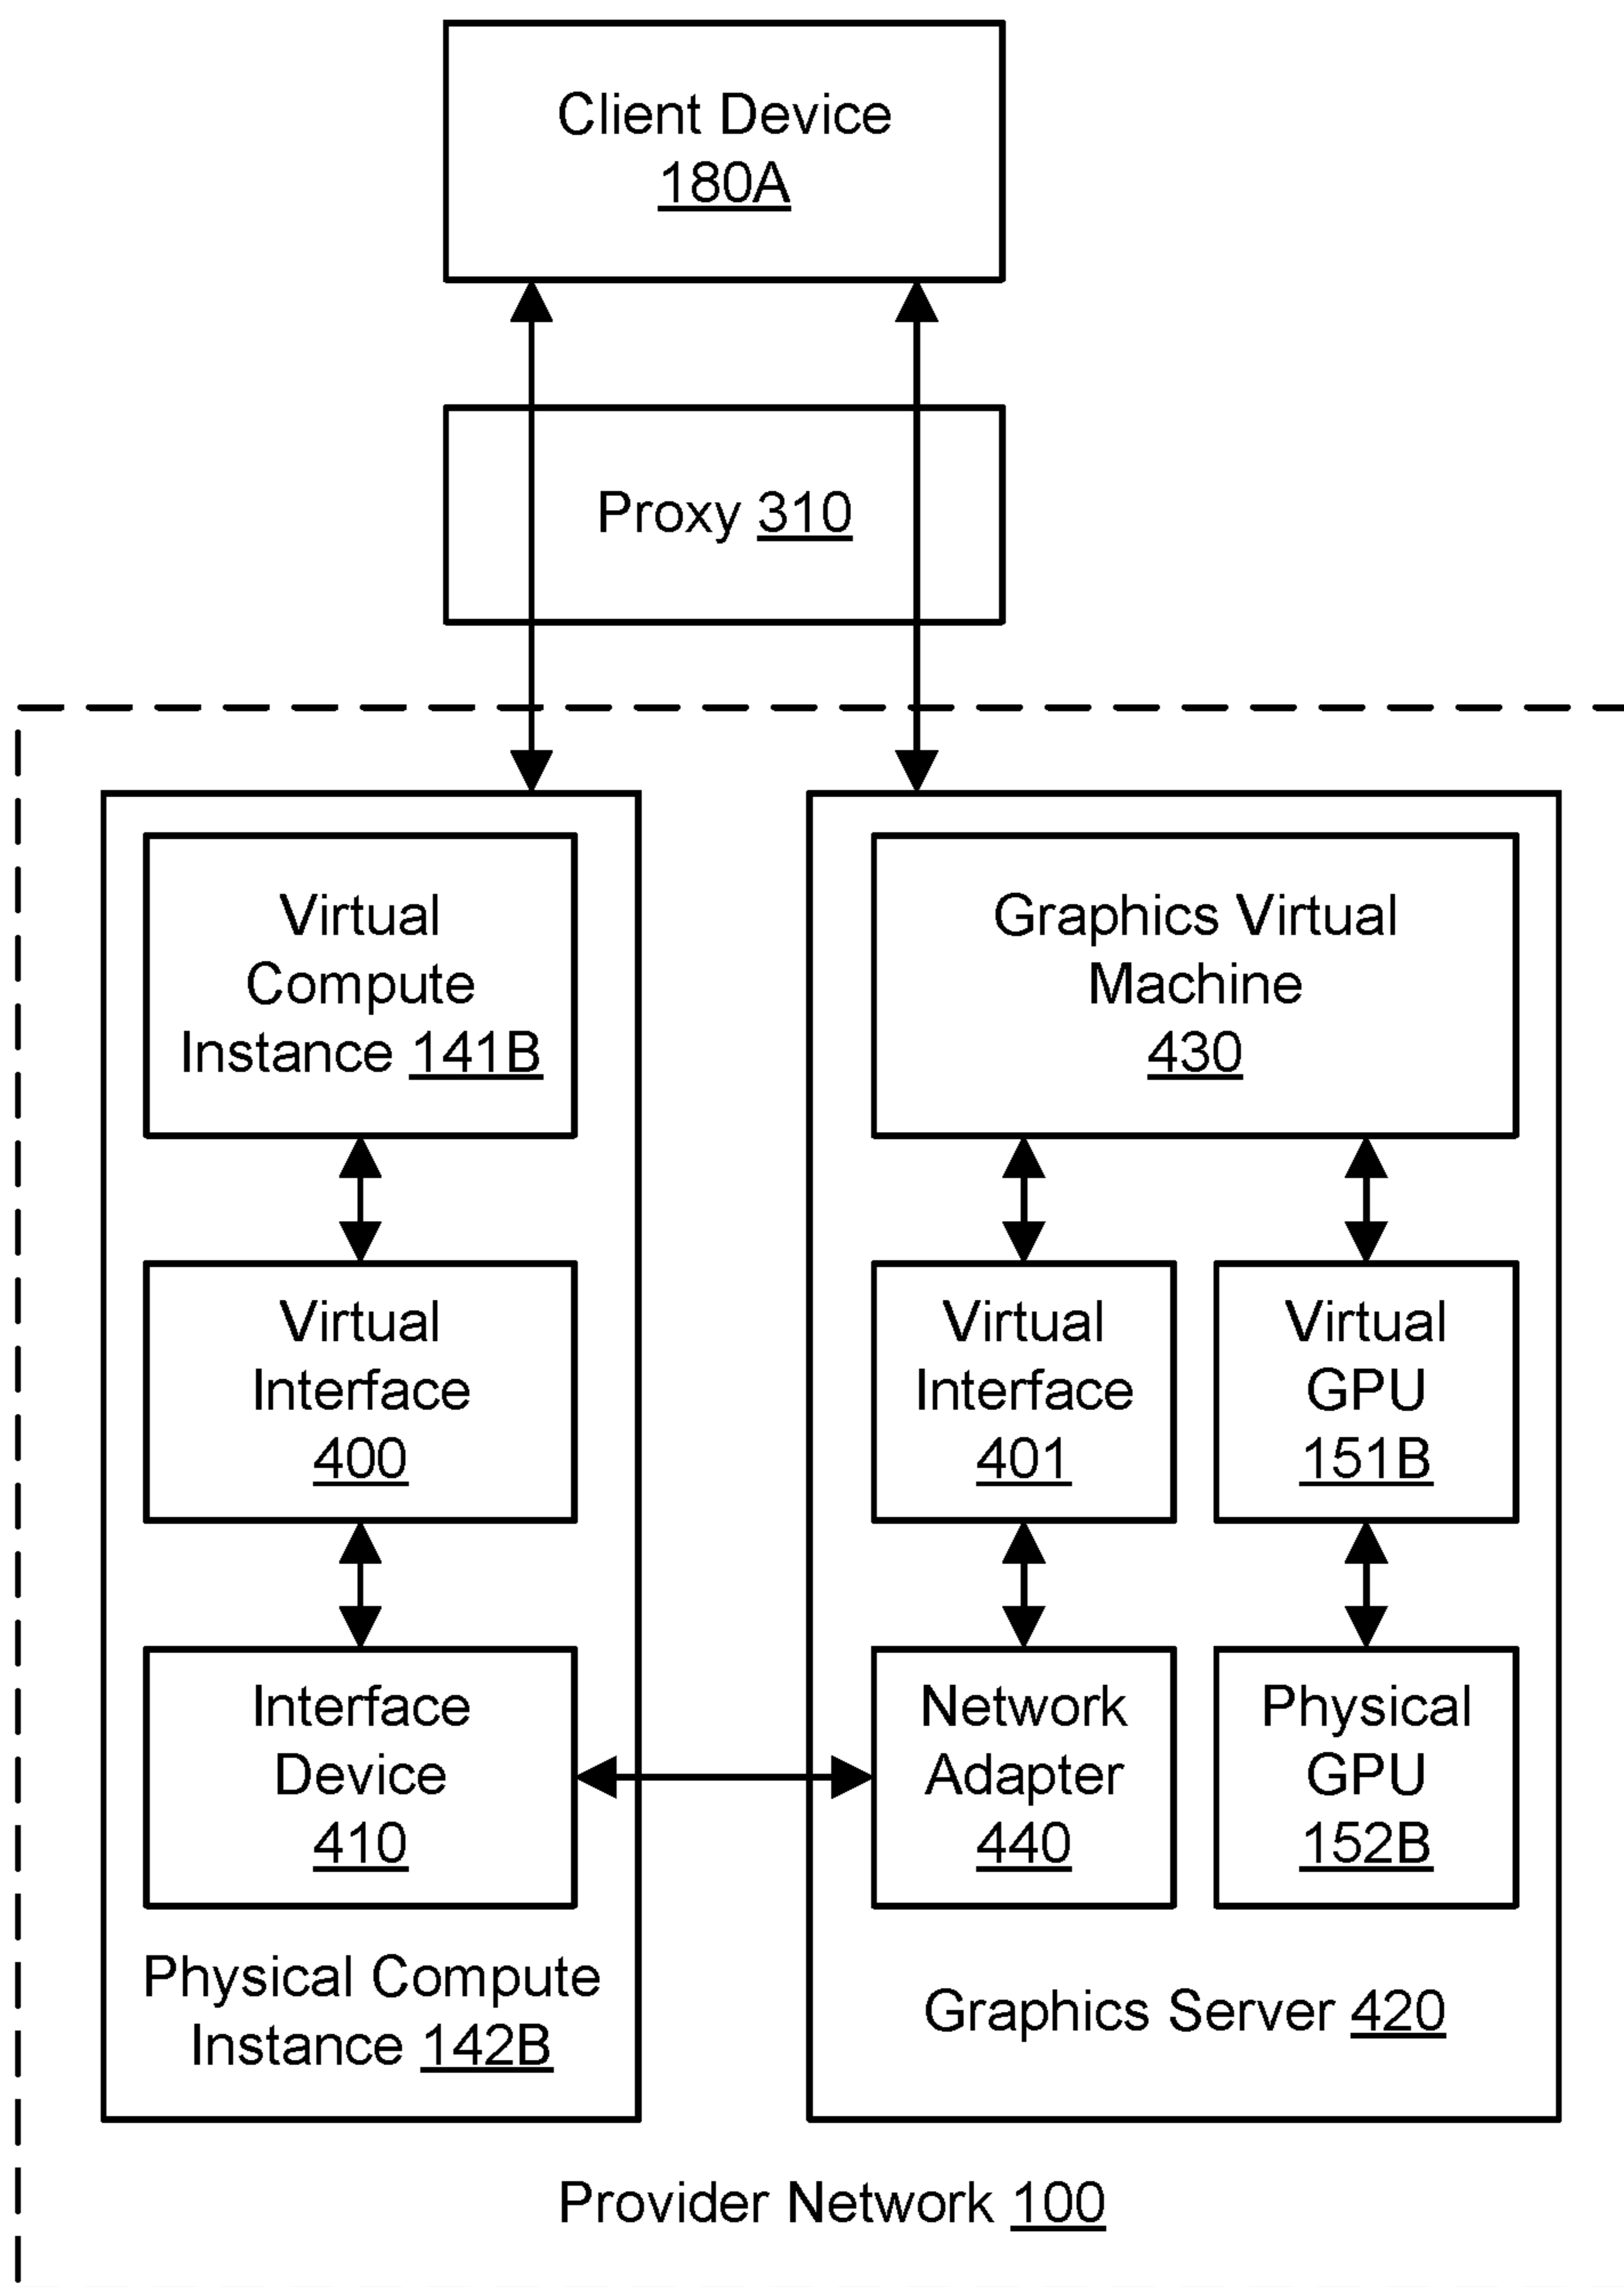 Client Device
180A
Proxy 310
Virtual
Compute
Instance 141B
Virtual
Interface
400
Interface
Device
410
Physical Compute
Instance 142B
Graphics Virtual
Machine
430
Virtual
Interface
401
Virtual
GPU
151B
Network
Adapter
440
Physical
GPU
152B
Graphics Server 420
Provider Network 100